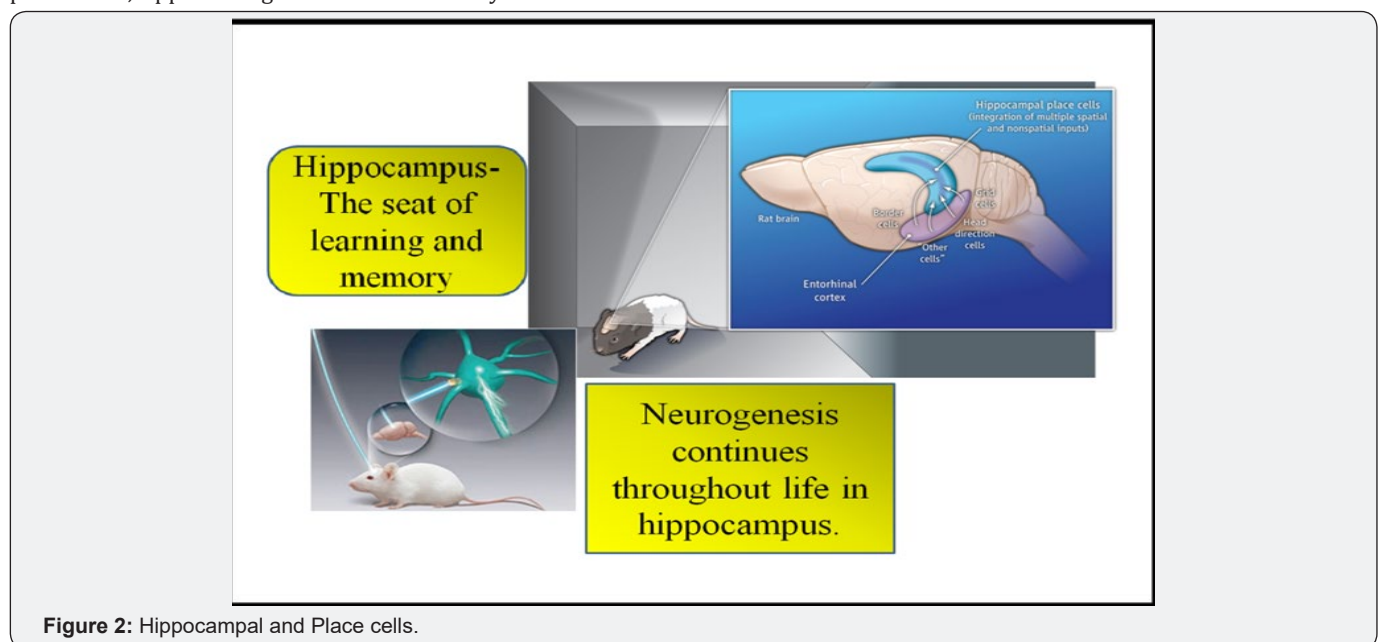 Hippocampus-
The seat of
learning and
memory
Hippocampal place cells
(integration of multiple spatial
and nonspatial inputs)
Rat brain
Border
cells
Grid
cells
Head
direction
cells
"Other
cells"
Entorhinal
cortex
Neurogenesis
continues
throughout life in
hippocampus.
Figure 2: Hippocampal and Place cells.